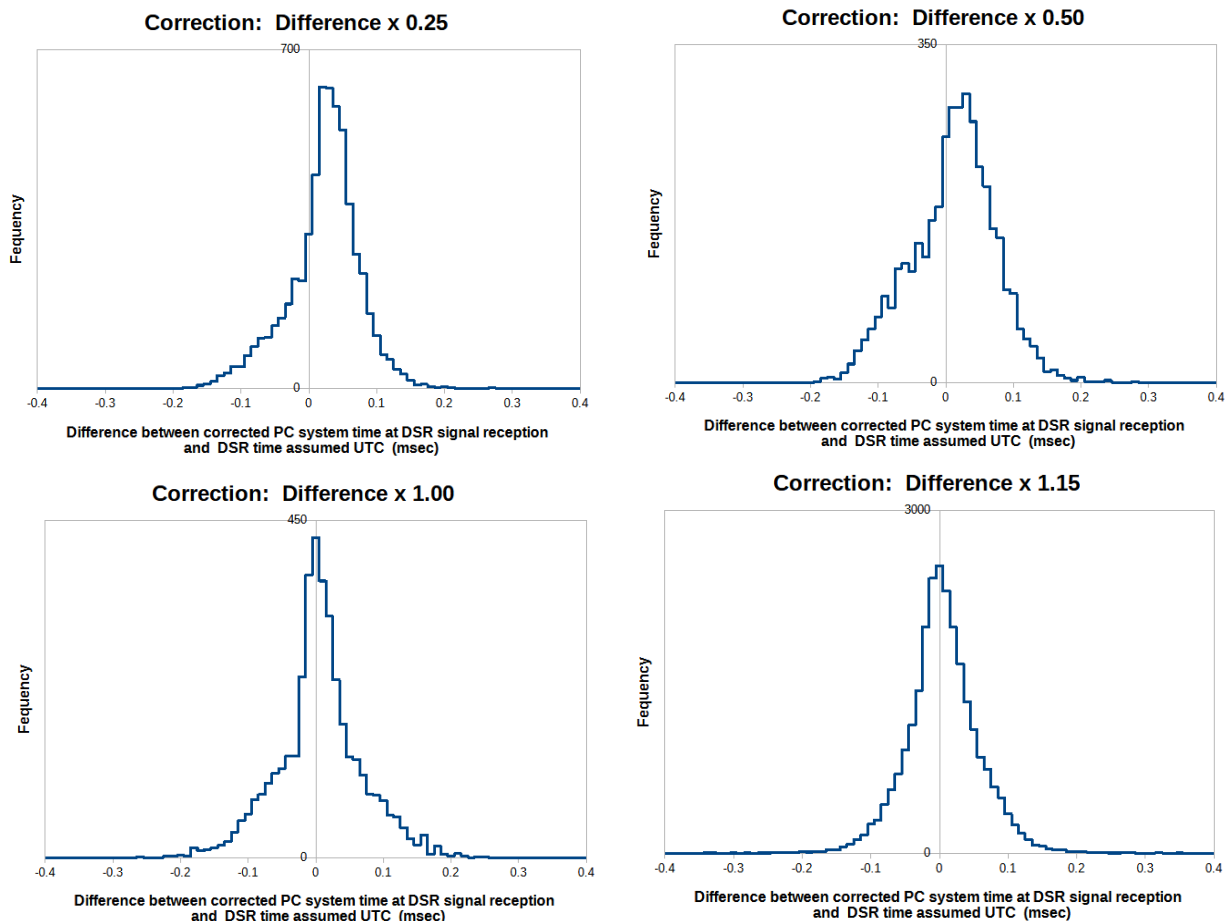 Correction:  Difference x 0.25
700
Fequency
0
-0.4 -0.3 -0.2 -0.1 0 0.1 0.2 0.3 0.4
Difference between corrected PC system time at DSR signal reception
and  DSR time assumed UTC  (msec)
Correction:  Difference x 0.50
350
Fequency
0
-0.4 -0.3 -0.2 -0.1 0 0.1 0.2 0.3 0.4
Difference between corrected PC system time at DSR signal reception
and  DSR time assumed UTC  (msec)
Correction:  Difference x 1.00
450
Fequency
0
-0.4 -0.3 -0.2 -0.1 0 0.1 0.2 0.3 0.4
Difference between corrected PC system time at DSR signal reception
and  DSR time assumed UTC  (msec)
Correction:  Difference x 1.15
3000
Fequency
0
-0.4 -0.3 -0.2 -0.1 0 0.1 0.2 0.3 0.4
Difference between corrected PC system time at DSR signal reception
and  DSR time assumed UTC  (msec)